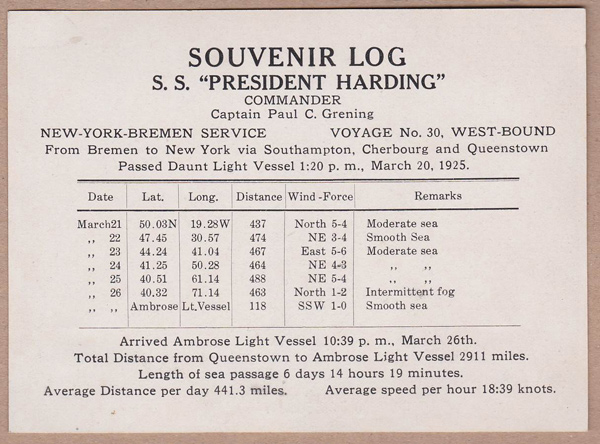 SOUVENIR LOG
S. S. “PRESIDENT HARDING”
COMMANDER
Captain Paul C. Grening
NEW-YORK-BREMEN SERVICE VOYAGE No. 30, WEST-BOUND
From Bremen to New York via Southampton, Cherbourg and Queenstown
Passed Daunt Light Vessel 1:20 p. m., March 20, 1925.
Date Lat. Long. Distance Wind-Force Remarks
March21 50.03N 19.28W 437 North 5-4 Moderate sea
,, 22 47.45 30.57 474 NE 3-4 Smooth Sea
,, 23 44.24 41.04 467 East 5-6 Moderate sea
,, 24 41.25 50.28 464 NE 4-3 ,, ,,
,, 25 40.51 61.14 488 NE 5-4 ,, ,,
,, 26 40.32 71.14 463 North 1-2 Intermittent fog
,, ,, Ambrose Lt.Vessel 118 SSW 1-0 Smooth sea
Arrived Ambrose Light Vessel 10:39 p. m., March 26th.
Total Distance from Queenstown to Ambrose Light Vessel 2911 miles.
Length of sea passage 6 days 14 hours 19 minutes.
Average Distance per day 441.3 miles. Average speed per hour 18:39 knots.